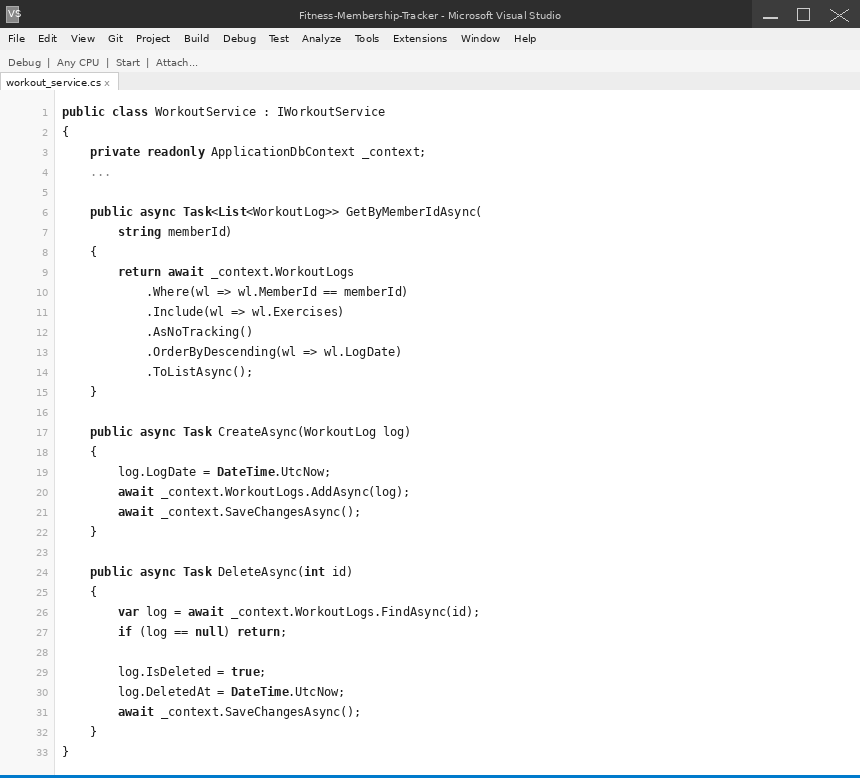 VS Fitness-Membership-Tracker - Microsoft Visual Studio
File Edit View Git Project Build Debug Test Analyze Tools Extensions Window Help
Debug | Any CPU | Start | Attach...
workout_service.cs ×
1 public class WorkoutService : IWorkoutService
2 {
3 private readonly ApplicationDbContext _context;
4 ...
5
6 public async Task<List<WorkoutLog>> GetByMemberIdAsync(
7 string memberId)
8 {
9 return await _context.WorkoutLogs
10 .Where(wl => wl.MemberId == memberId)
11 .Include(wl => wl.Exercises)
12 .AsNoTracking()
13 .OrderByDescending(wl => wl.LogDate)
14 .ToListAsync();
15 }
16
17 public async Task CreateAsync(WorkoutLog log)
18 {
19 log.LogDate = DateTime.UtcNow;
20 await _context.WorkoutLogs.AddAsync(log);
21 await _context.SaveChangesAsync();
22 }
23
24 public async Task DeleteAsync(int id)
25 {
26 var log = await _context.WorkoutLogs.FindAsync(id);
27 if (log == null) return;
28
29 log.IsDeleted = true;
30 log.DeletedAt = DateTime.UtcNow;
31 await _context.SaveChangesAsync();
32 }
33 }